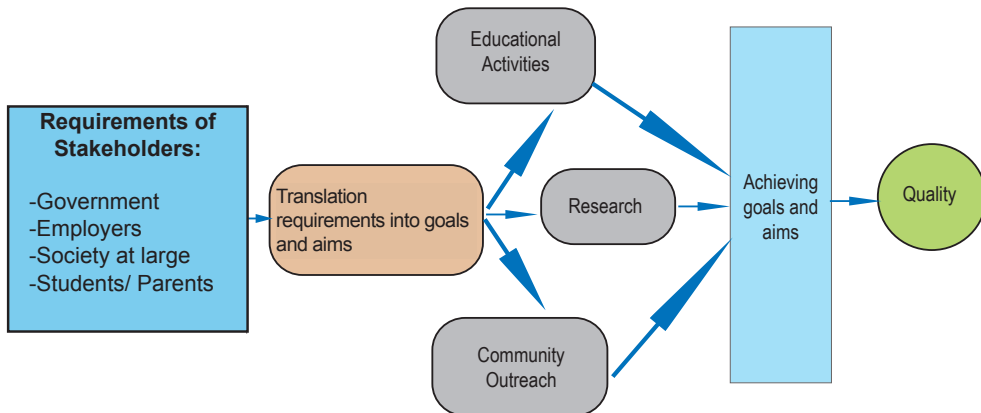 Requirements of
Stakeholders:
-Government
-Employers
-Society at large
-Students/ Parents
Translation
requirements into goals
and aims
Educational
Activities
Research
Community
Outreach
Achieving
goals and
aims
Quality